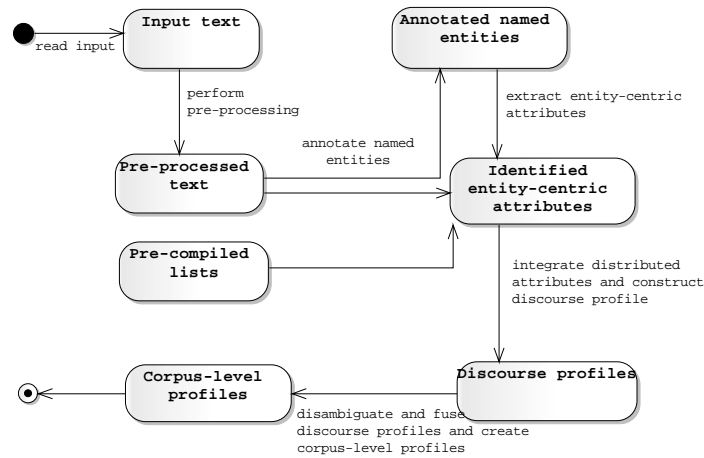 Input text
Annotated named
entities
read input
perform
pre-processing
extract entity-centric
attributes
annotate named
entities
Pre-processed
text
Identified
entity-centric
attributes
Pre-compiled
lists
integrate distributed
attributes and construct
discourse profile
Corpus-level
profiles
Discourse profiles
disambiguate and fuse
discourse profiles and create
corpus-level profiles